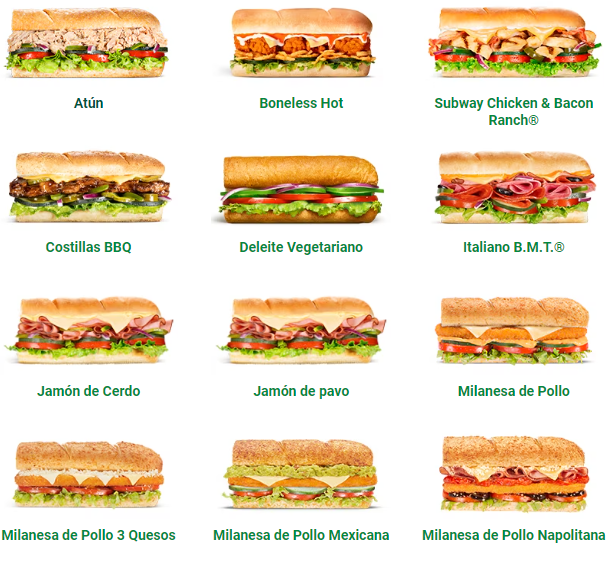 Atún
Boneless Hot
Subway Chicken & Bacon
Ranch®
Costillas BBQ
Deleite Vegetariano
Italiano B.M.T.®
Jamón de Cerdo
Jamón de pavo
Milanesa de Pollo
Milanesa de Pollo 3 Quesos
Milanesa de Pollo Mexicana
Milanesa de Pollo Napolitana